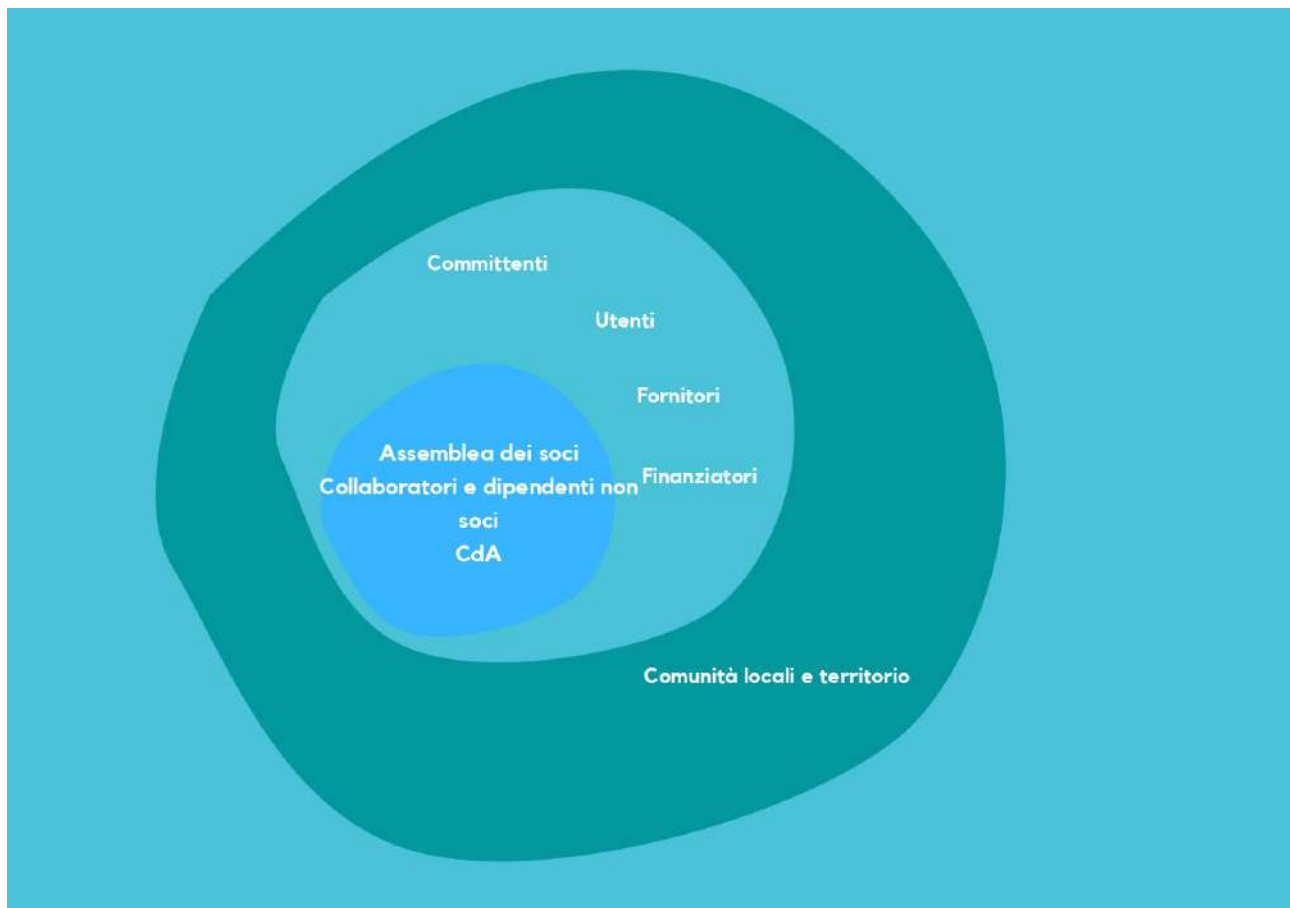 Committenti
Utenti
Fornitori
Assemblea dei soci
Collaboratori e dipendenti non
soci
CdA
Finanziatori
Comunità locali e territorio